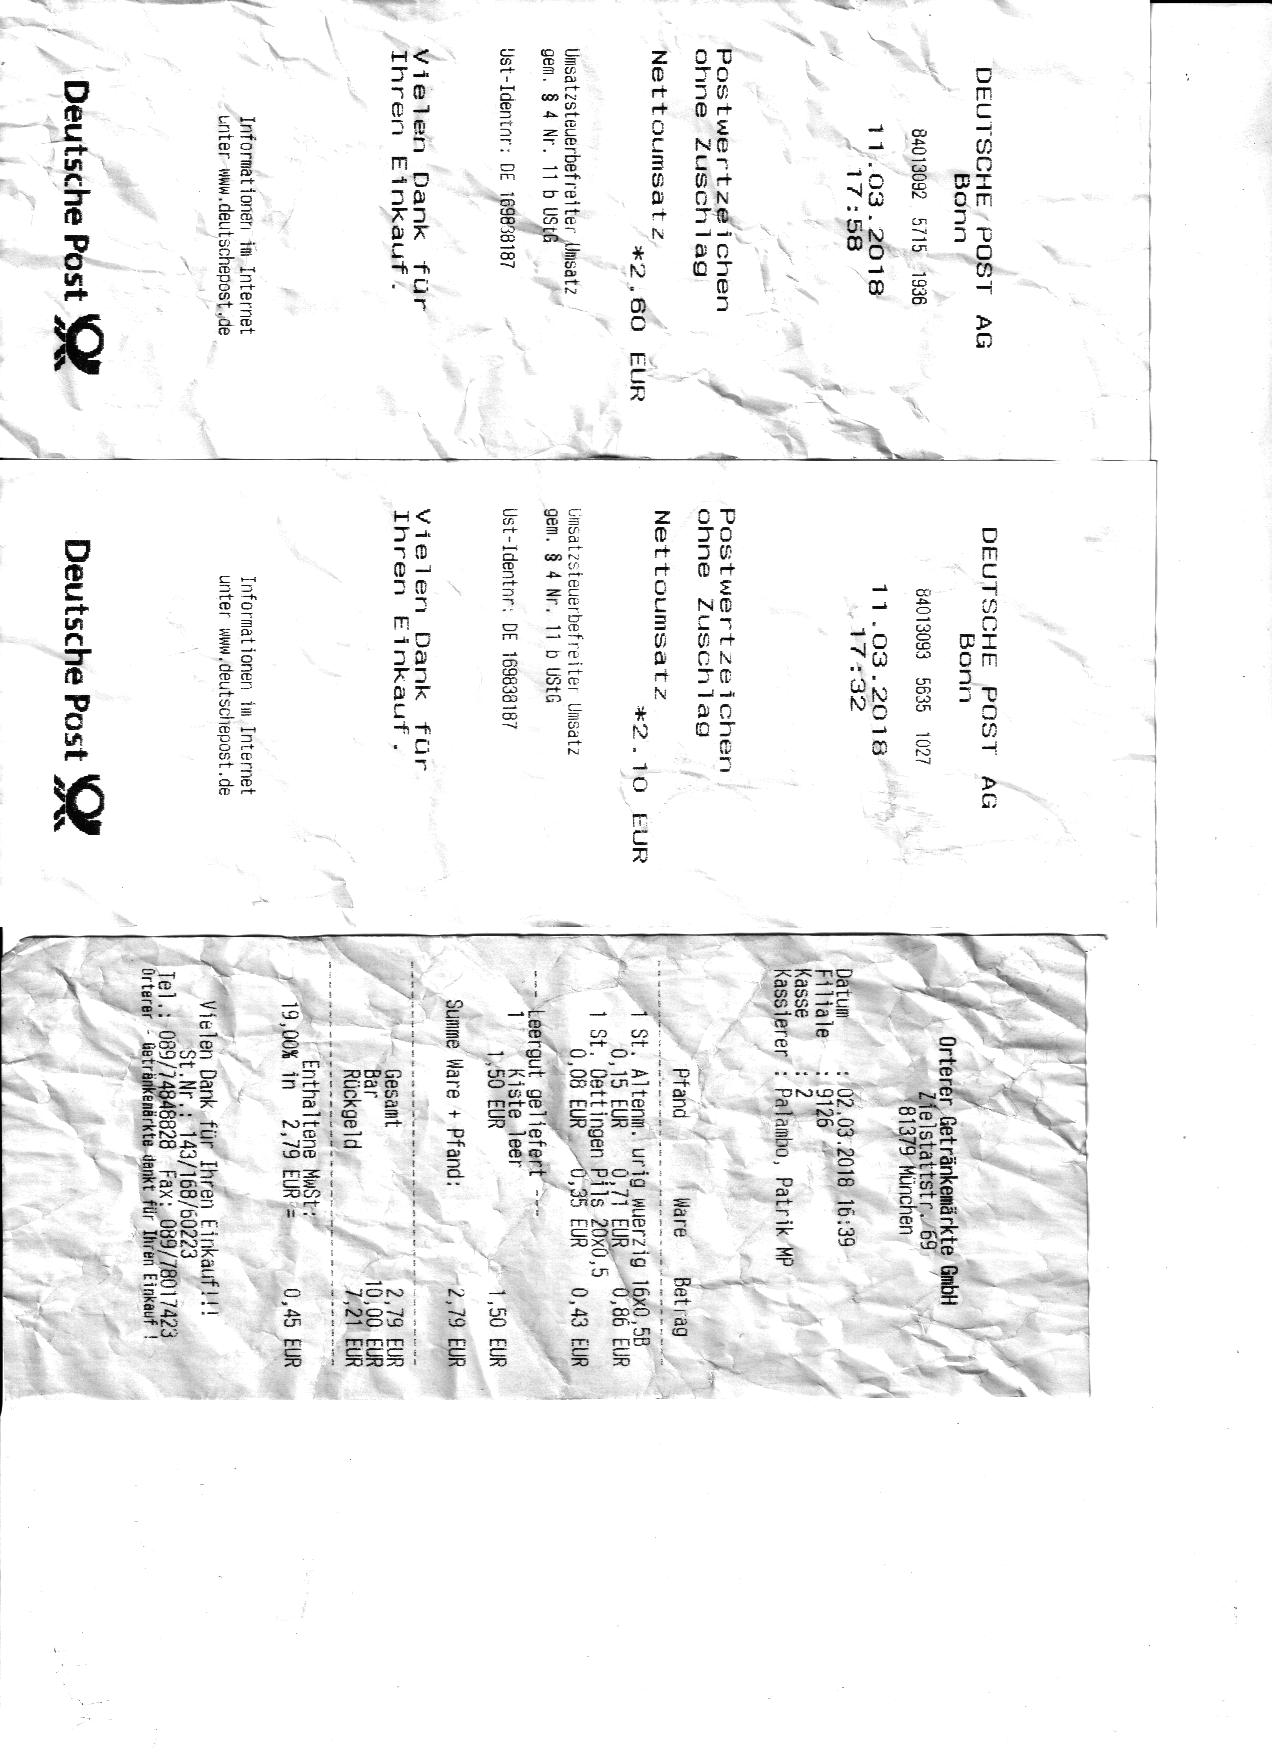 DEUTSCHE POST AG
Bonn
84013092 5715 1936
11.03.2018
17:58
Postwertzeichen
ohne Zuschlag
*2,60 EUR
Nettoumsatz
Umsatzsteuerbefreiter Umsatz
gem. § 4 Nr. 11 b UStG
Ust-Identnr: DE 169838187
Vielen Dank für
Ihren Einkauf.
Informationen im Internet
unter www.deutschepost.de
Deutsche Post
DEUTSCHE POST AG
Bonn
84013093 5635 1027
11.03.2018
17:32
Postwertzeichen
ohne Zuschlag
*2.10 EUR
Nettoumsatz
Umsatzsteuerbefreiter Umsatz
gem. § 4 Nr. 11 b UStG
Ust-Identnr: DE 169838187
Vielen Dank für
Ihren Einkauf.
Informationen im Internet
unter www.deutschepost.de
Deutsche Post
Orterer Getränkemärkte GmbH
Zielstattstr. 69
81379 München
Datum : 02.03.2018 16:39
Filiale : 9126
Kasse : 2
Kassierer : Palambo, Patrik MP
Pfand Ware Betrag
1 St. Altenm. urig wuerzig 16x0,5B
0,15 EUR 0,71 EUR 0,86 EUR
1 St. Oettingen Pils 20x0,5
0,08 EUR 0,35 EUR 0,43 EUR
--- Leergut geliefert ---
1 Kiste leer
1,50 EUR 1,50 EUR
Summe Ware + Pfand: 2,79 EUR
Gesamt 2,79 EUR
Bar 10,00 EUR
Rückgeld 7,21 EUR
Enthaltene MwSt:
19,00% in 2,79 EUR = 0,45 EUR
Vielen Dank für Ihren Einkauf!!!
St.Nr.: 143/168/60223
Tel.: 089/74848828 Fax: 089/78017423
Orterer - Getränkemärkte dankt für Ihren Einkauf !